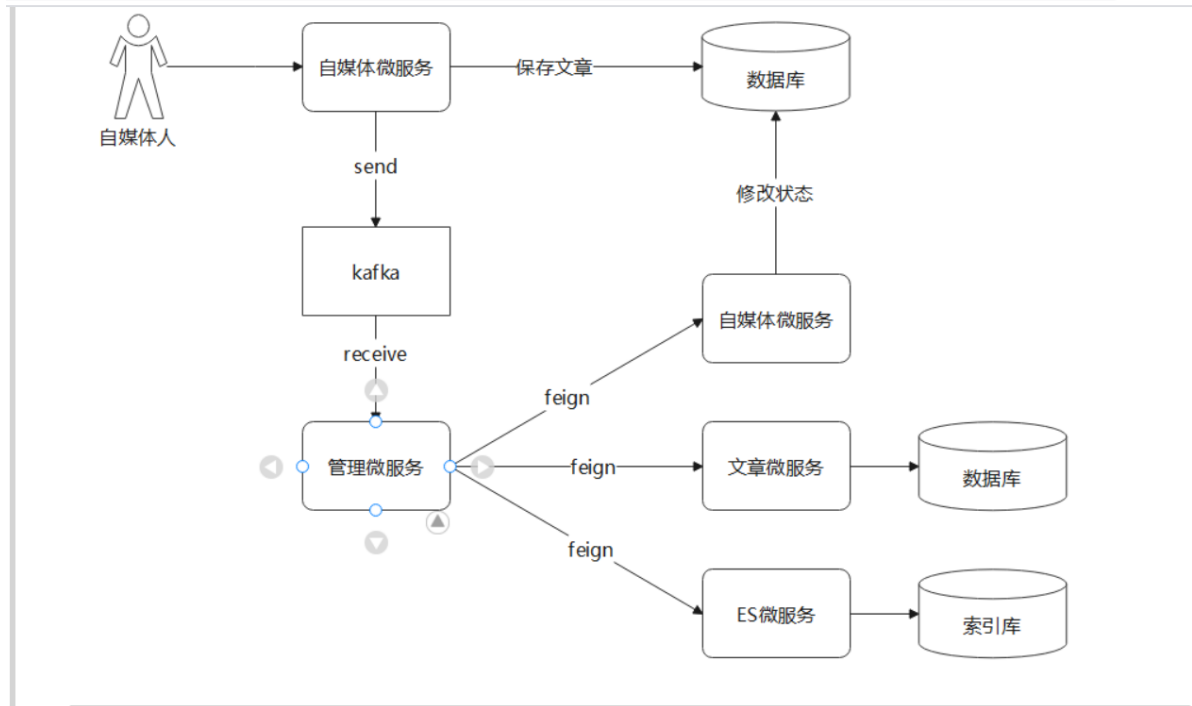 自媒体微服务
保存文章
数据库
自媒体人
send
修改状态
kafka
自媒体微服务
receive
feign
管理微服务
feign
文章微服务
数据库
feign
ES微服务
索引库